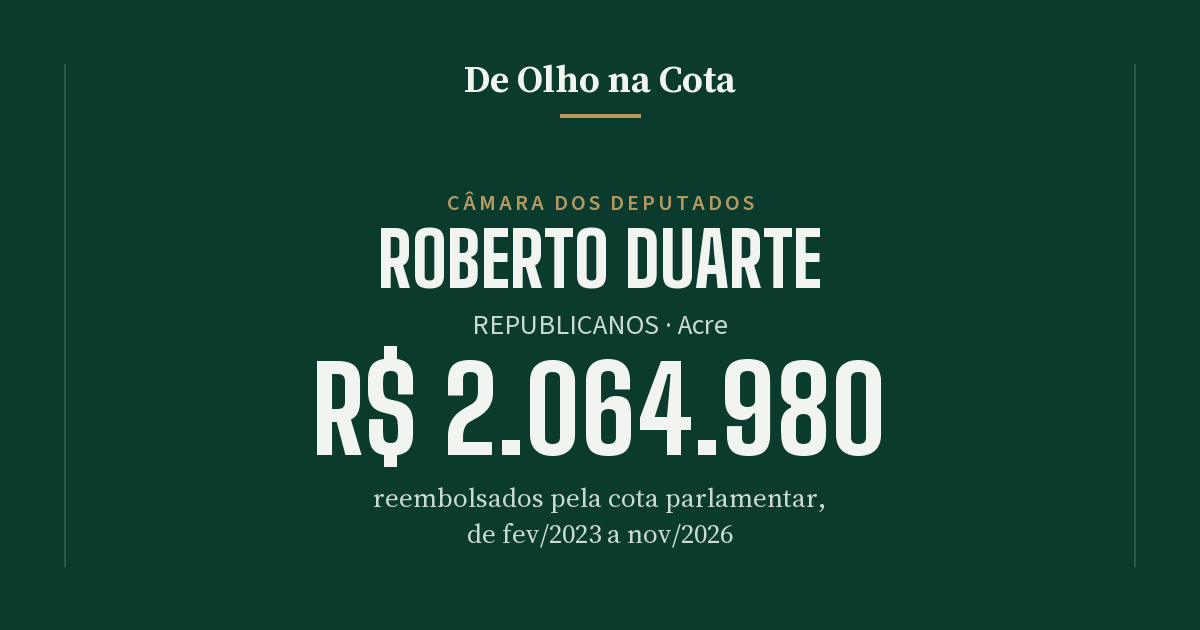 De Olho na Cota
CÂMARA DOS DEPUTADOS
ROBERTO DUARTE
REPUBLICANOS · Acre
R$ 2.064.980
reembolsados pela cota parlamentar,
de fev/2023 a nov/2026